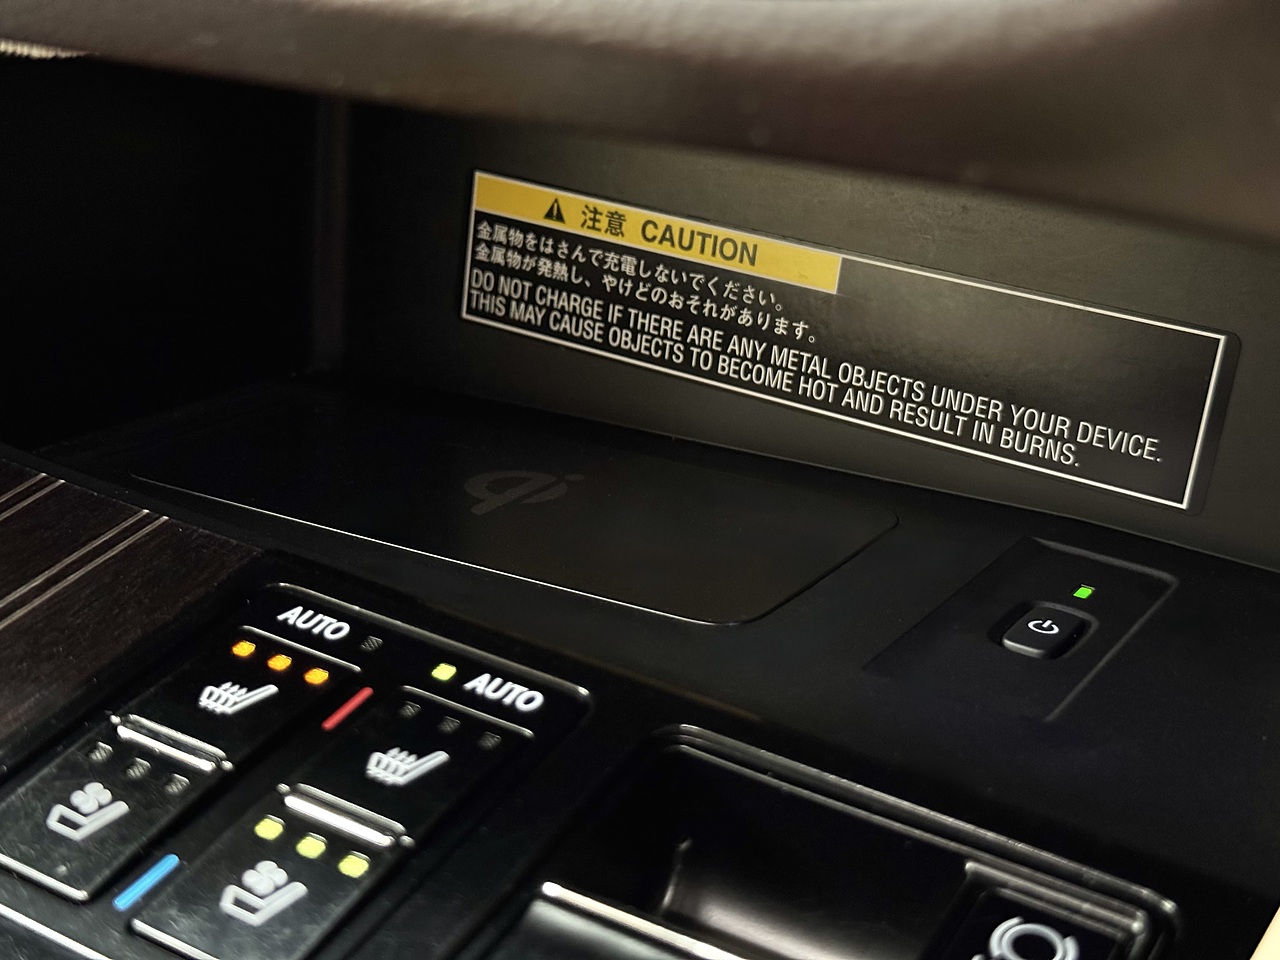 注意 CAUTION
金属物をはさんで充電しないでください。
金属物が発熱し、やけどのおそれがあります。
DO NOT CHARGE IF THERE ARE ANY METAL OBJECTS UNDER YOUR DEVICE.
THIS MAY CAUSE OBJECTS TO BECOME HOT AND RESULT IN BURNS.
qi
AUTO
AUTO